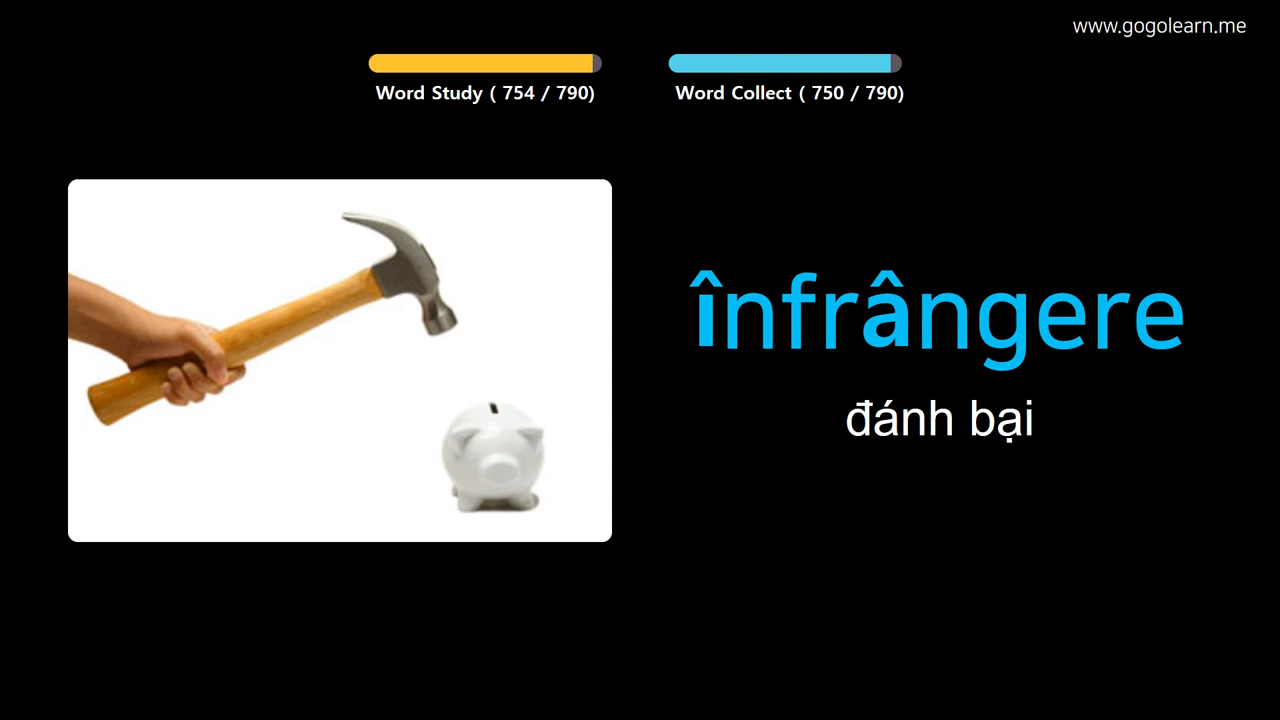 www.gogolearn.me
Word Study ( 754 / 790)
Word Collect ( 750 / 790)
înfrângere
đánh bại